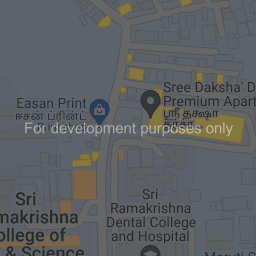 Sree Daksha' D
Premium Apart
ஸ்ரீ தக்ஷா
Easan Print
ஈசன் பிரிண்ட்
For development purposes only
Sri
makrishna
ollege of
& Science
Sri
Ramakrishna
Dental College
and Hospital